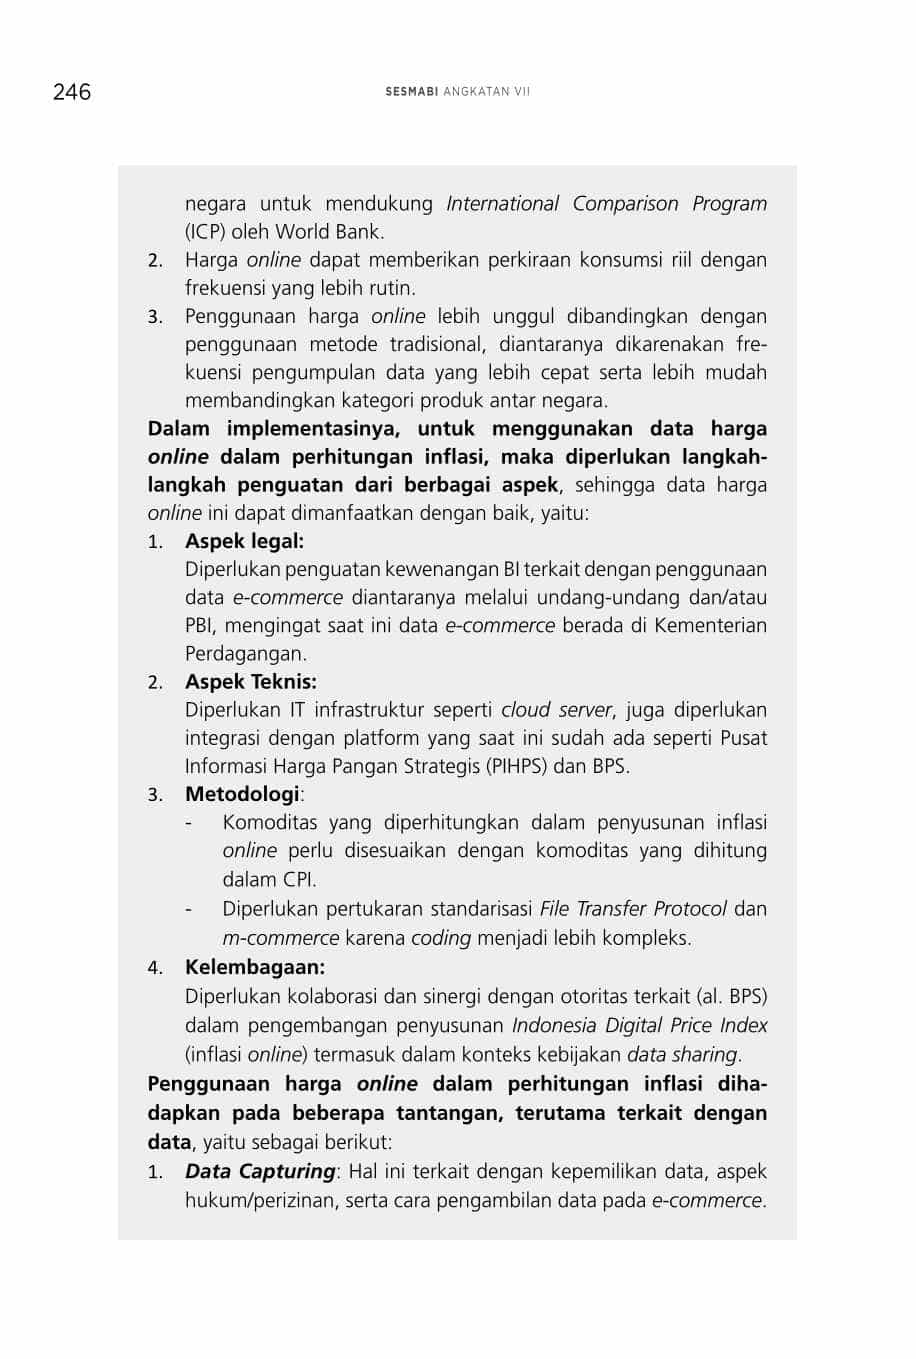 246
SESMABI ANGKATAN VII
negara untuk mendukung International Comparison Program
(ICP) oleh World Bank.
2. Harga online dapat memberikan perkiraan konsumsi riil dengan
frekuensi yang lebih rutin.
3. Penggunaan harga online lebih unggul dibandingkan dengan
penggunaan metode tradisional, diantaranya dikarenakan fre-
kuensi pengumpulan data yang lebih cepat serta lebih mudah
membandingkan kategori produk antar negara.
Dalam implementasinya, untuk menggunakan data harga
online dalam perhitungan inflasi, maka diperlukan langkah-
langkah penguatan dari berbagai aspek, sehingga data harga
online ini dapat dimanfaatkan dengan baik, yaitu:
1. Aspek legal:
Diperlukan penguatan kewenangan BI terkait dengan penggunaan
data e-commerce diantaranya melalui undang-undang dan/atau
PBI, mengingat saat ini data e-commerce berada di Kementerian
Perdagangan.
2. Aspek Teknis:
Diperlukan IT infrastruktur seperti cloud server, juga diperlukan
integrasi dengan platform yang saat ini sudah ada seperti Pusat
Informasi Harga Pangan Strategis (PIHPS) dan BPS.
3. Metodologi:
- Komoditas yang diperhitungkan dalam penyusunan inflasi
online perlu disesuaikan dengan komoditas yang dihitung
dalam CPI.
- Diperlukan pertukaran standarisasi File Transfer Protocol dan
m-commerce karena coding menjadi lebih kompleks.
4. Kelembagaan:
Diperlukan kolaborasi dan sinergi dengan otoritas terkait (al. BPS)
dalam pengembangan penyusunan Indonesia Digital Price Index
(inflasi online) termasuk dalam konteks kebijakan data sharing.
Penggunaan harga online dalam perhitungan inflasi diha-
dapkan pada beberapa tantangan, terutama terkait dengan
data, yaitu sebagai berikut:
1. Data Capturing: Hal ini terkait dengan kepemilikan data, aspek
hukum/perizinan, serta cara pengambilan data pada e-commerce.